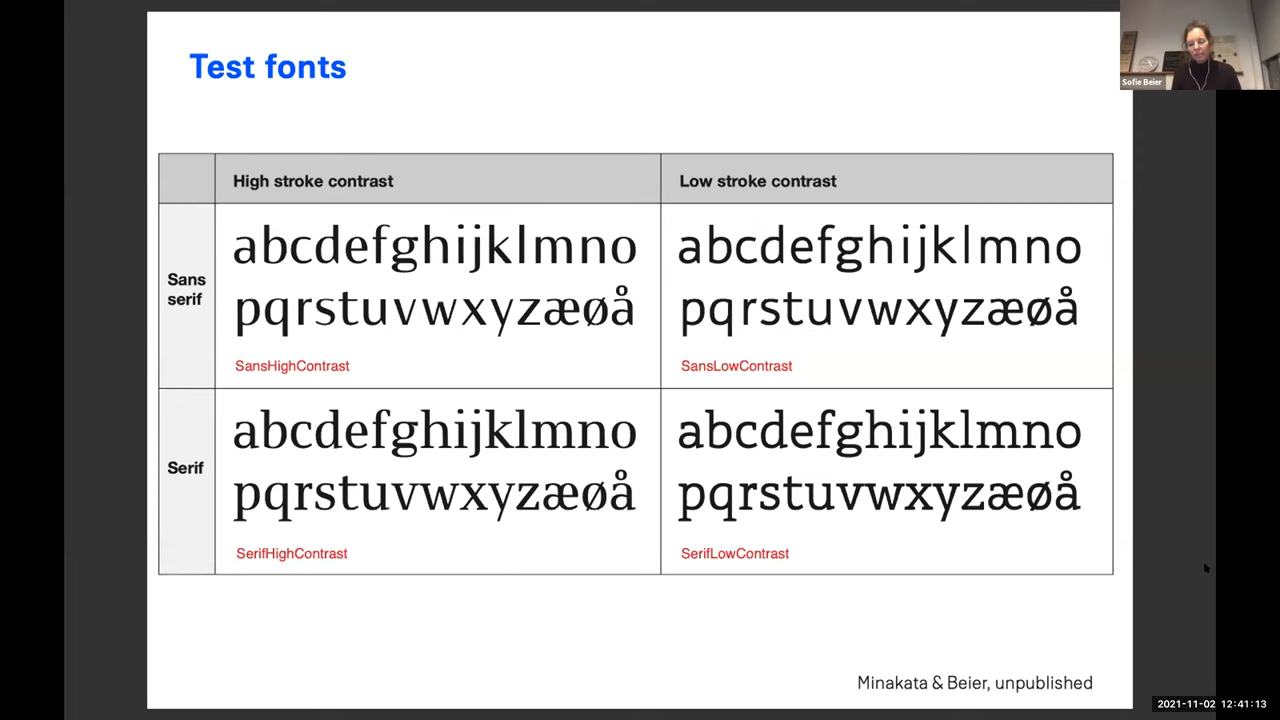 Test fonts
Sofie Beier
High stroke contrast
Low stroke contrast
Sans
serif
abcdefghijklmno
pqrstuvwxyzæøå
SansHighContrast
abcdefghijklmno
pqrstuvwxyzæøå
SansLowContrast
Serif
abcdefghijklmno
pqrstuvwxyzæøå
SerifHighContrast
abcdefghijklmno
pqrstuvwxyzæøå
SerifLowContrast
Minakata & Beier, unpublished
2021-11-02 12:41:13